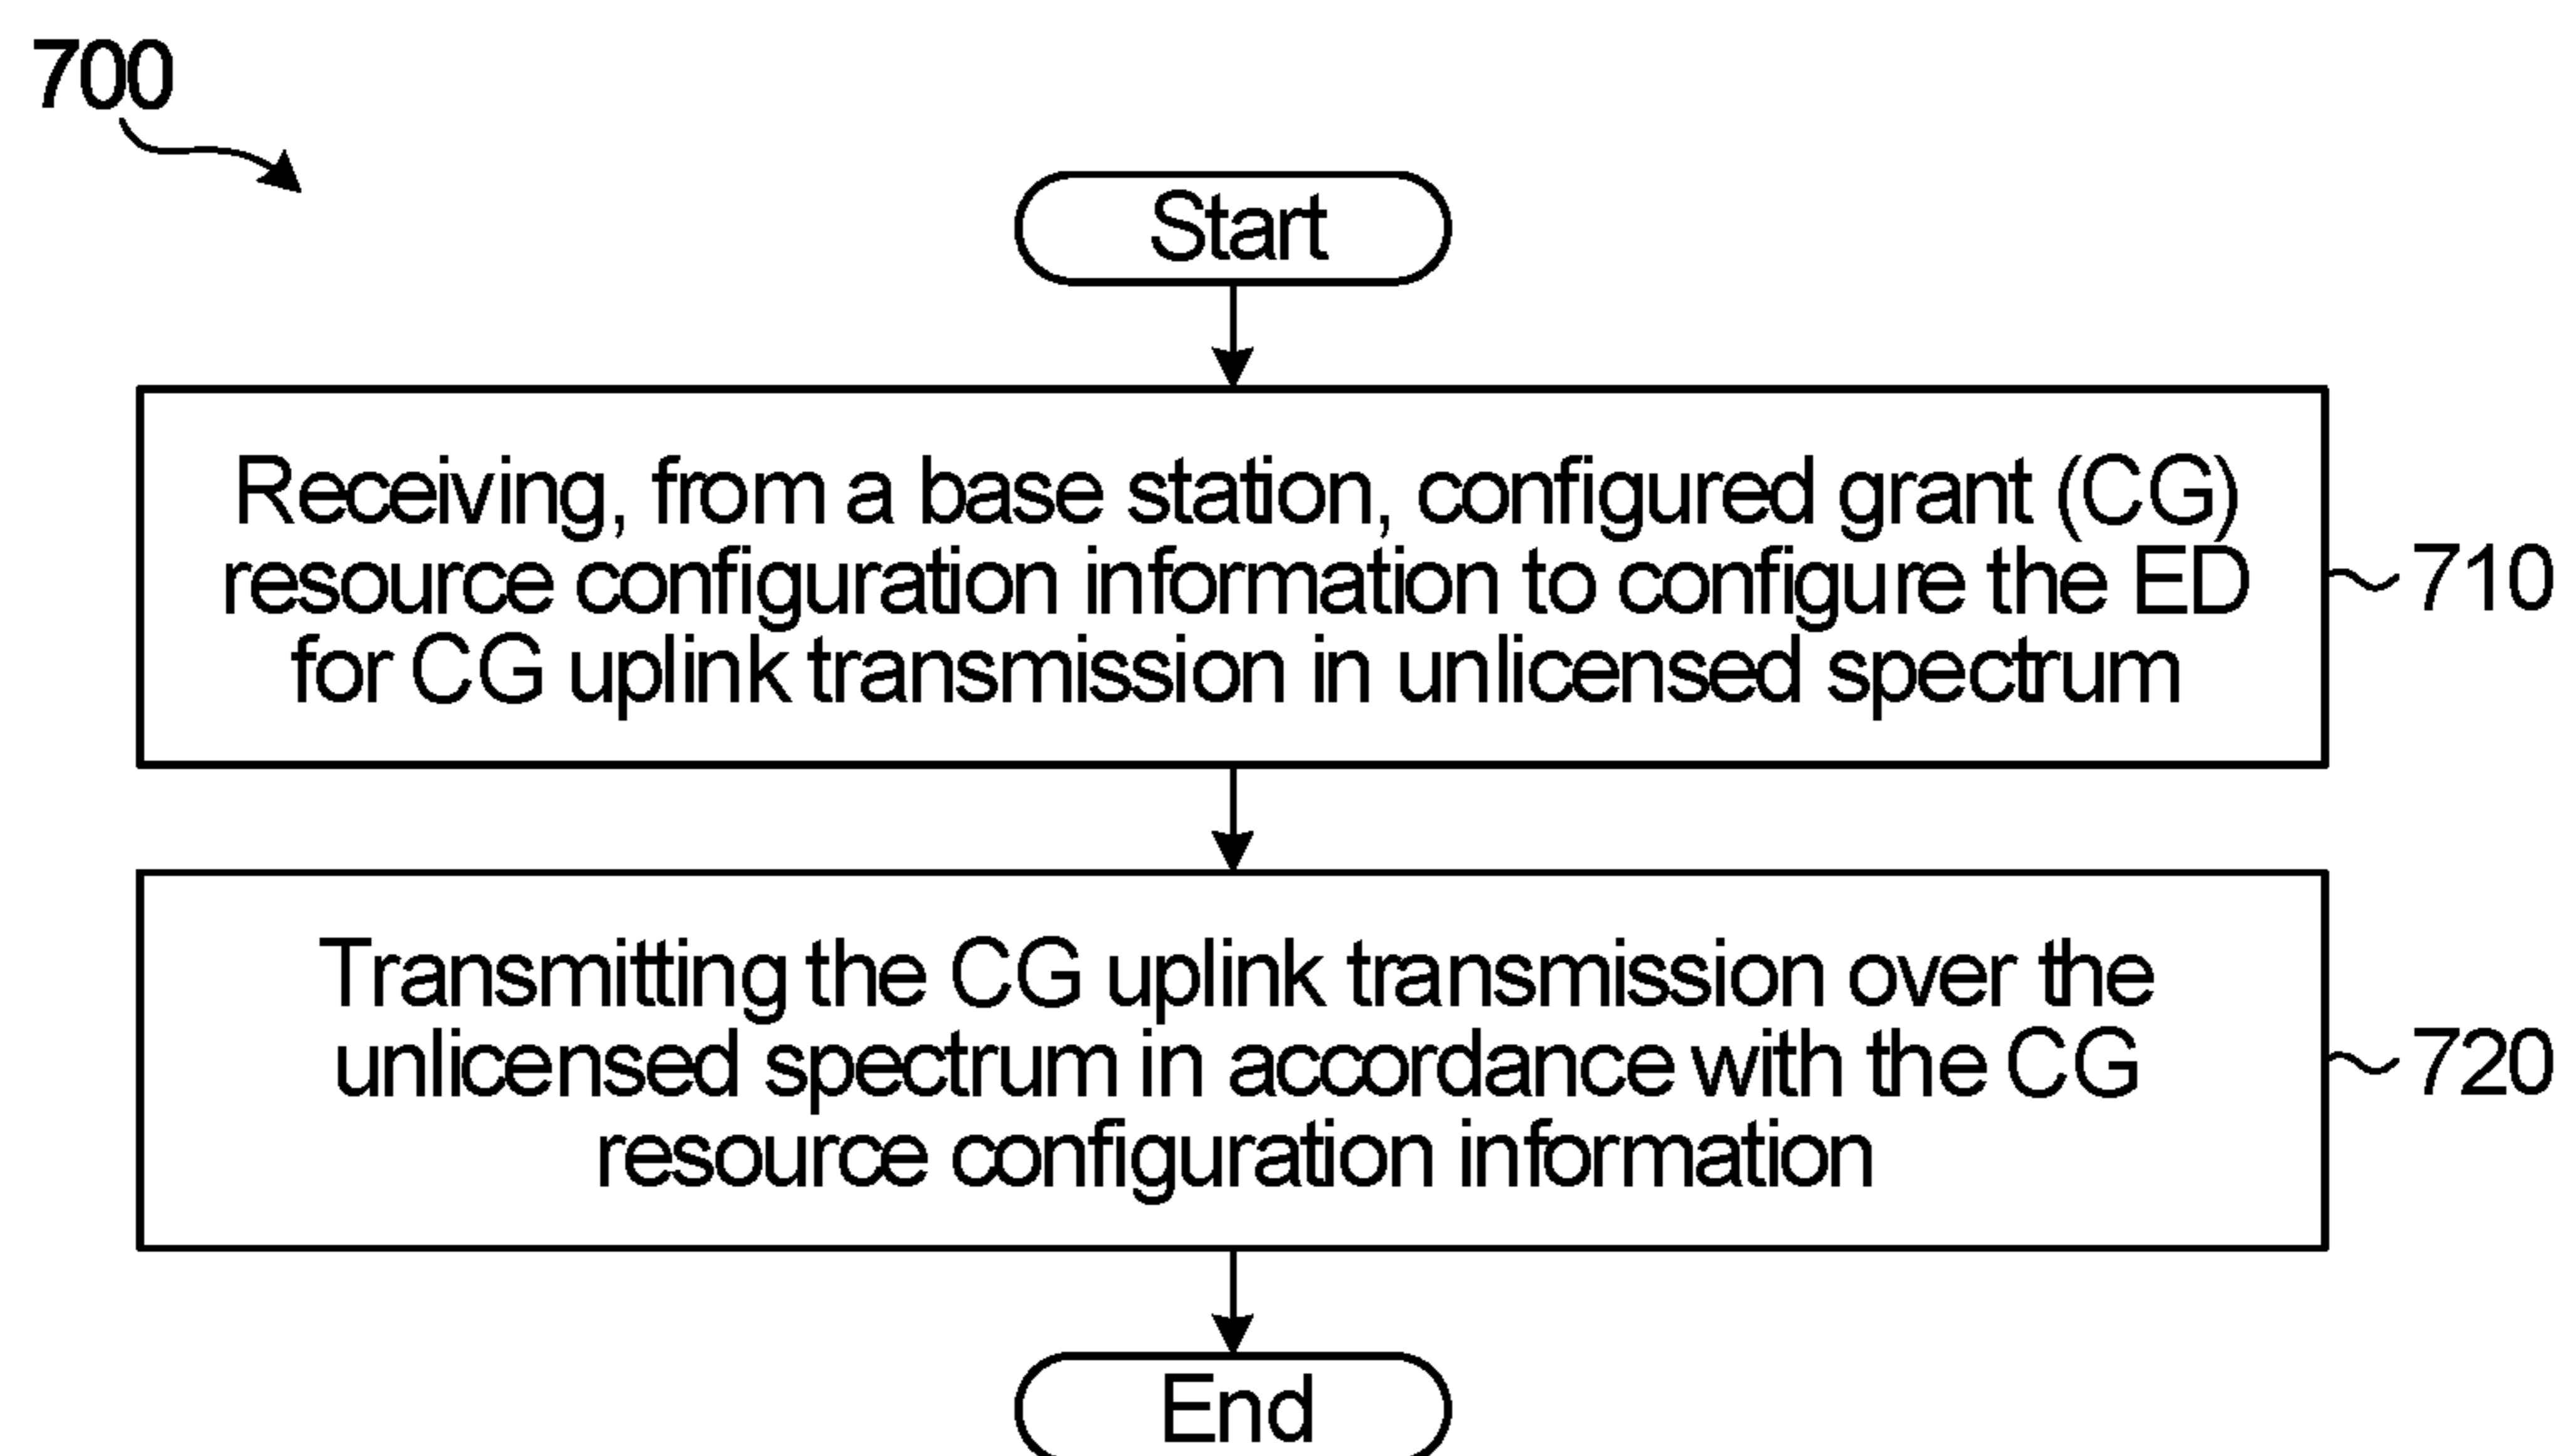 700
Start
Receiving, from a base station, configured grant (CG)
resource configuration information to configure the ED
for CG uplink transmission in unlicensed spectrum
710
Transmitting the CG uplink transmission over the
unlicensed spectrum in accordance with the CG
resource configuration information
720
End